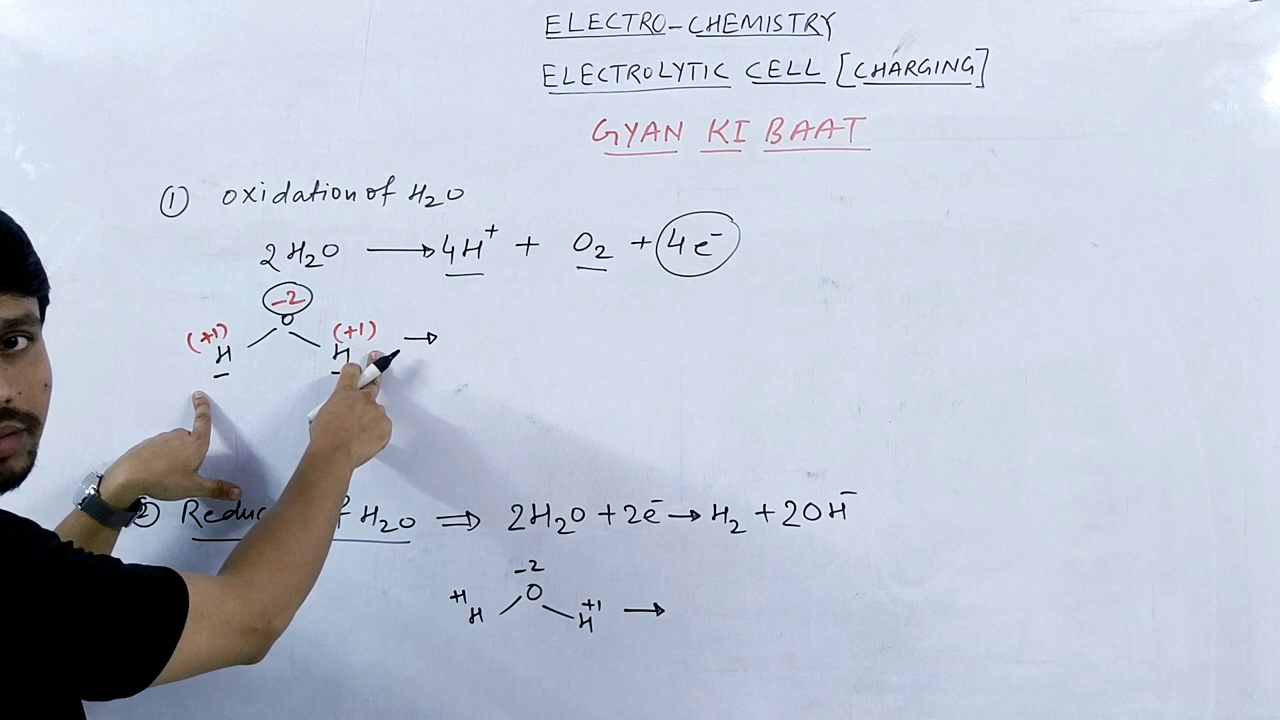 ELECTRO-CHEMISTRY
ELECTROLYTIC CELL [CHARGING]
GYAN KI BAAT
① oxidation of H₂O
2H₂O ⟶ 4H⁺ + O₂ + 4e⁻
-2
O
(+1) (+1)
H H →
② H₂O ⇒ 2H₂O + 2e⁻ → H₂ + 2OH⁻
-2
O
H +1
H H →